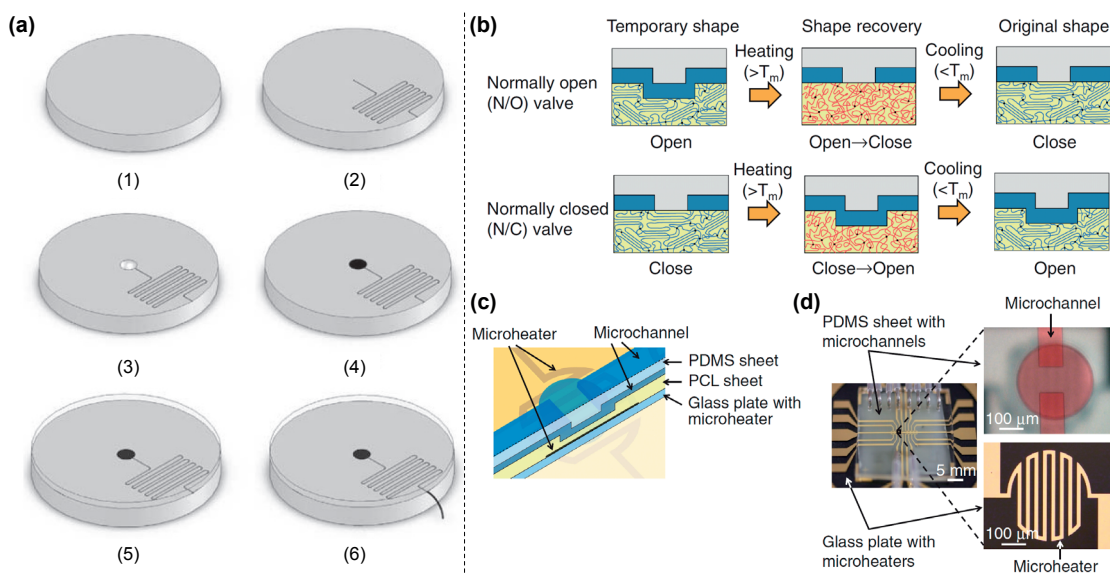 (a)
(1)
(2)
(3)
(4)
(5)
(6)
(b)
Temporary shape
Shape recovery
Original shape
Heating
(>Tm)
Cooling
(<Tm)
Normally open
(N/O) valve
Open
Open→Close
Close
Heating
(>Tm)
Cooling
(<Tm)
Normally closed
(N/C) valve
Close
Close→Open
Open
(c)
Microheater
Microchannel
PDMS sheet
PCL sheet
Glass plate with
microheater
(d)
Microchannel
PDMS sheet with
microchannels
100 µm
5 mm
100 µm
Glass plate with
microheaters
Microheater